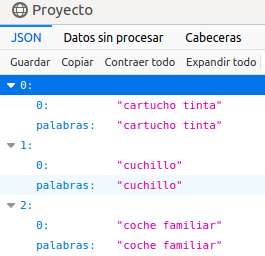 Proyecto
JSON Datos sin procesar Cabeceras
Guardar Copiar Contraer todo Expandir todo
0:
0: "cartucho tinta"
palabras: "cartucho tinta"
1:
0: "cuchillo"
palabras: "cuchillo"
2:
0: "coche familiar"
palabras: "coche familiar"